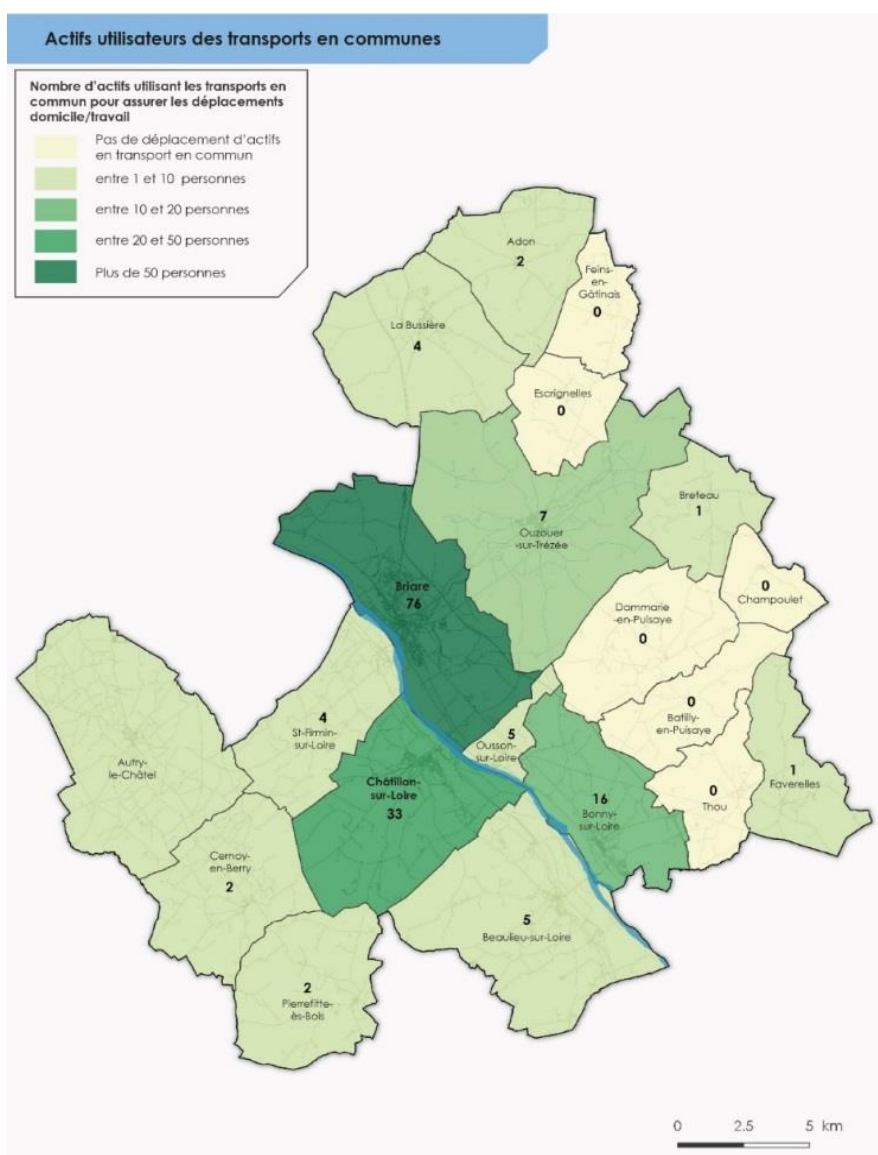 Actifs utilisateurs des transports en communes
Nombre d'actifs utilisant les transports en
commun pour assurer les déplacements
domicile/travail
Pas de déplacement d'actifs
en transport en commun
entre 1 et 10 personnes
entre 10 et 20 personnes
entre 20 et 50 personnes
Plus de 50 personnes
Adon
2
Feins-
en-
Gâtinais
0
La Bussière
4
Escrignelles
0
Breteau
1
7
Ouzouer
-sur-Trézée
0
Champoulet
Briare
76
Dammarie
-en-Puisaye
0
0
Batilly-
en-Puisaye
4
St-Firmin-
sur-Loire
5
Ousson-
sur-Loire
Autry-
le-Châtel
Châtillon-
sur-Loire
33
16
Bonny-
sur-Loire
0
Thou
1
Faverelles
Cernoy-
en-Berry
2
5
Beaulieu-sur-Loire
2
Pierrefitte-
ès-Bois
0 2.5 5 km